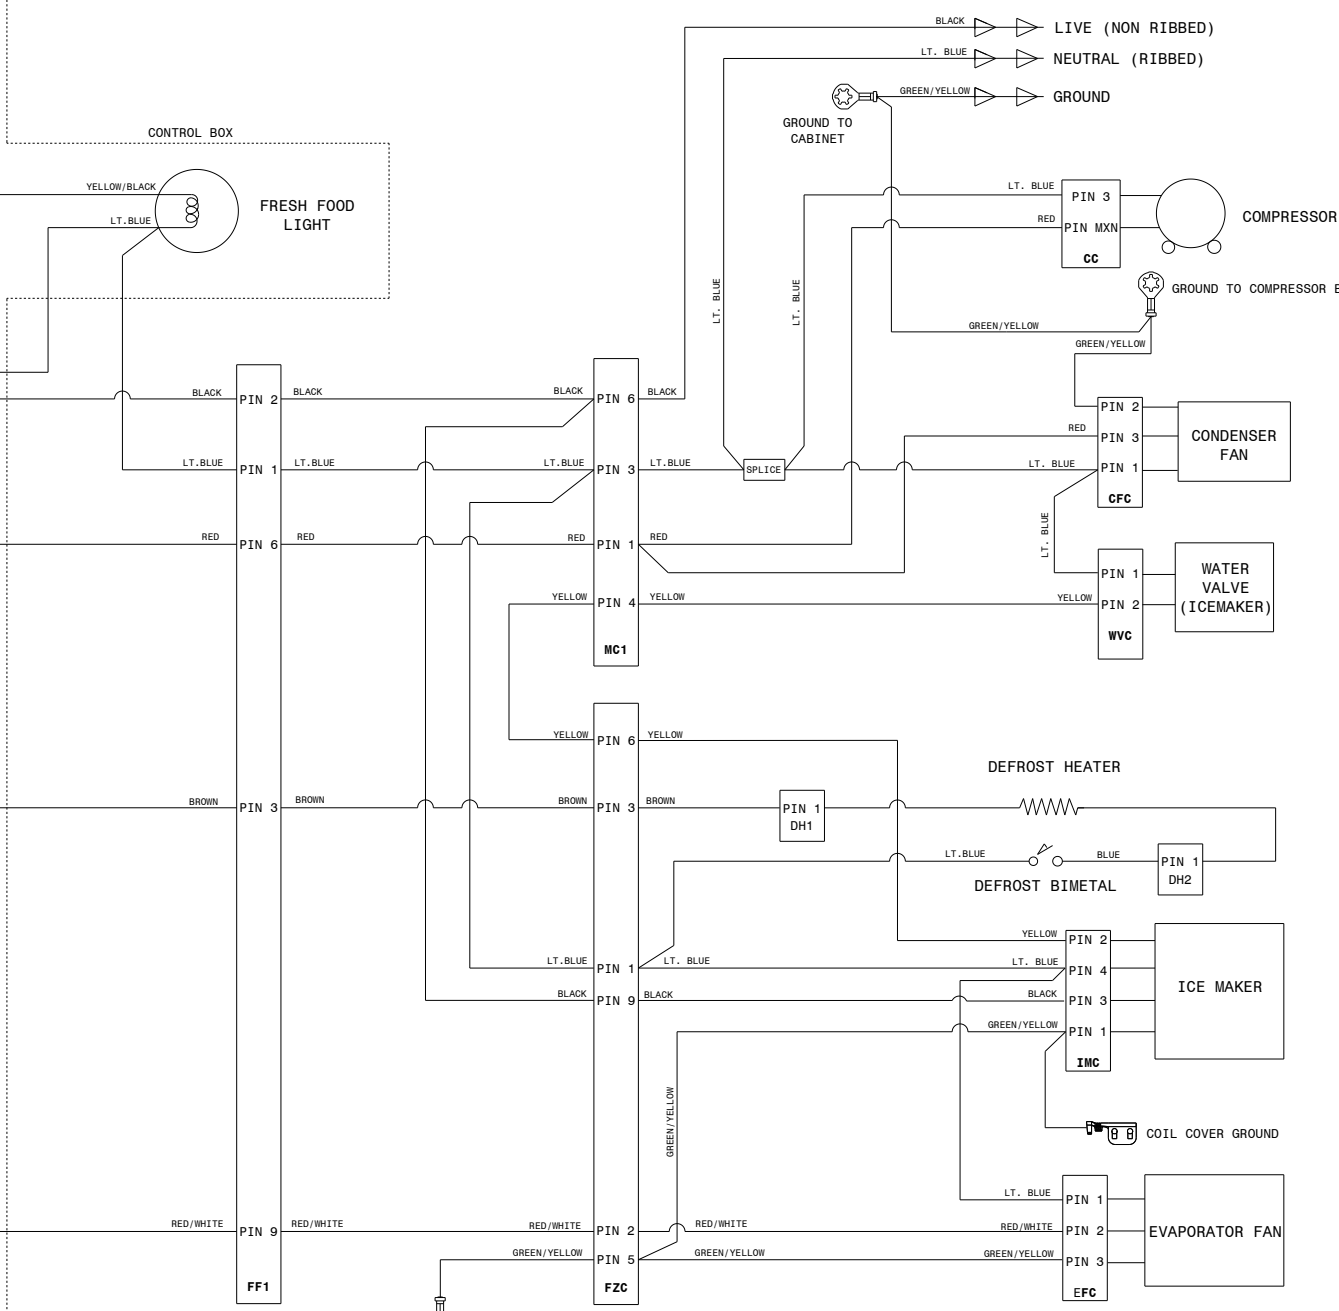 BLACK
LIVE (NON RIBBED)
LT. BLUE
NEUTRAL (RIBBED)
GREEN/YELLOW
GROUND
GROUND TO
CABINET
CONTROL BOX
YELLOW/BLACK
LT.BLUE
FRESH FOOD
LIGHT
LT. BLUE
PIN 3
RED
PIN MXN
CC
COMPRESSOR
LT. BLUE
LT. BLUE
GROUND TO COMPRESSOR
GREEN/YELLOW
GREEN/YELLOW
BLACK
PIN 2
BLACK
BLACK
PIN 6
BLACK
PIN 2
RED
PIN 3
CONDENSER
FAN
LT.BLUE
PIN 1
LT.BLUE
LT.BLUE
PIN 3
LT.BLUE
SPLICE
LT. BLUE
PIN 1
CFC
LT. BLUE
RED
PIN 6
RED
RED
PIN 1
RED
PIN 1
WATER
VALVE
(ICEMAKER)
YELLOW
PIN 4
YELLOW
YELLOW
PIN 2
WVC
MC1
YELLOW
PIN 6
YELLOW
DEFROST HEATER
BROWN
PIN 3
BROWN
BROWN
PIN 3
BROWN
PIN 1
DH1
LT.BLUE
BLUE
PIN 1
DH2
DEFROST BIMETAL
YELLOW
PIN 2
LT.BLUE
PIN 1
LT. BLUE
LT. BLUE
PIN 4
ICE MAKER
BLACK
PIN 9
BLACK
BLACK
PIN 3
GREEN/YELLOW
PIN 1
IMC
GREEN/YELLOW
COIL COVER GROUND
LT. BLUE
PIN 1
RED/WHITE
PIN 9
RED/WHITE
RED/WHITE
PIN 2
RED/WHITE
RED/WHITE
PIN 2
EVAPORATOR FAN
GREEN/YELLOW
PIN 5
GREEN/YELLOW
GREEN/YELLOW
PIN 3
FF1
FZC
EFC